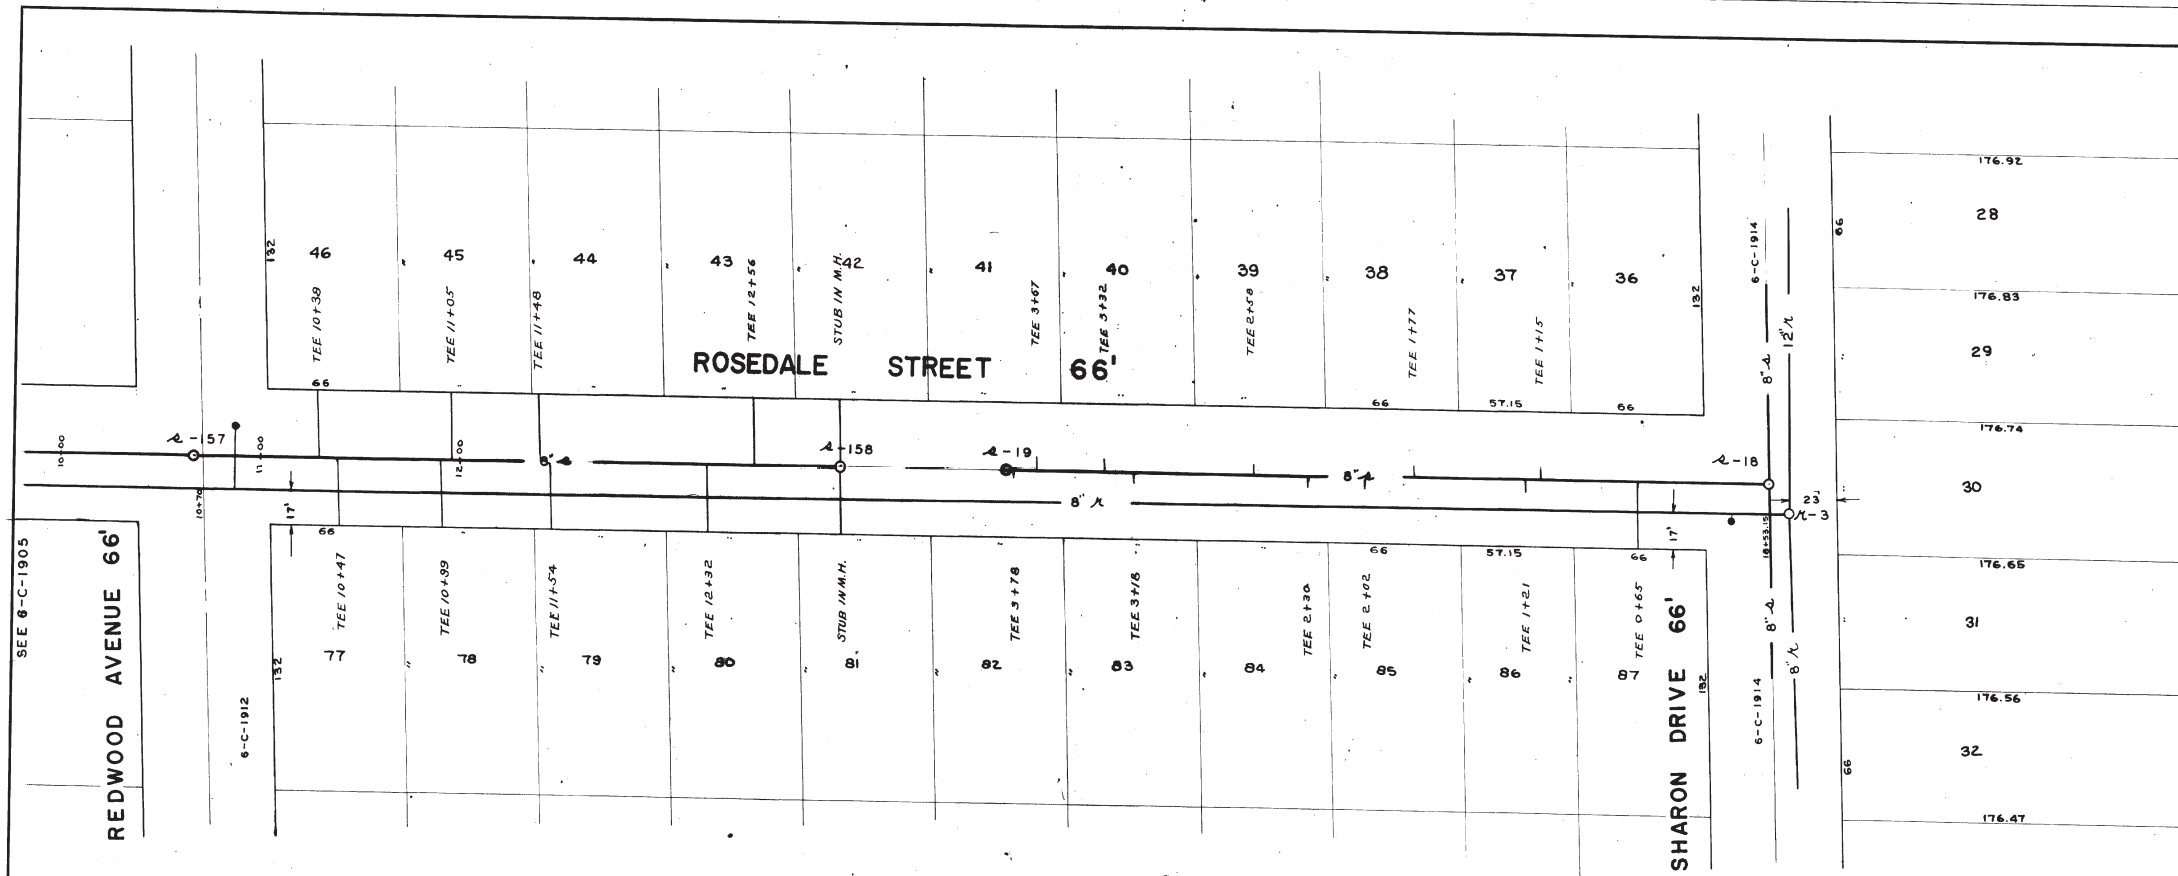 176.92
28
6-C-1914
66
132
46
"
45
"
44
"
43
"
42
"
41
"
40
"
39
"
38
"
37
"
36
132
176.83
TEE 10+38
TEE 11+05
TEE 11+48
TEE 12+56
STUB IN M.H.
TEE 3+67
TEE 3+32
TEE 2+58
TEE 1+77
TEE 1+15
8" s
12" r
29
ROSEDALE STREET 66'
66
66
57.15
66
176.74
s-157
s-158
s-19
s-18
10+00
11+00
12+00
8" s
8" s
30
10+70
17'
8" r
17'
23'
r-3
18+53.15
66
66
57.15
66
176.65
SEE 6-C-1905
REDWOOD AVENUE 66'
TEE 10+47
TEE 10+99
TEE 11+54
TEE 12+32
STUB IN M.H.
TEE 3+78
TEE 3+18
TEE 2+30
TEE 2+02
TEE 1+21
TEE 0+65
SHARON DRIVE 66'
8" s
8" r
31
132
77
"
78
"
79
"
80
"
81
"
82
"
83
"
84
"
85
"
86
"
87
132
176.56
6-C-1912
6-C-1914
66
32
176.47